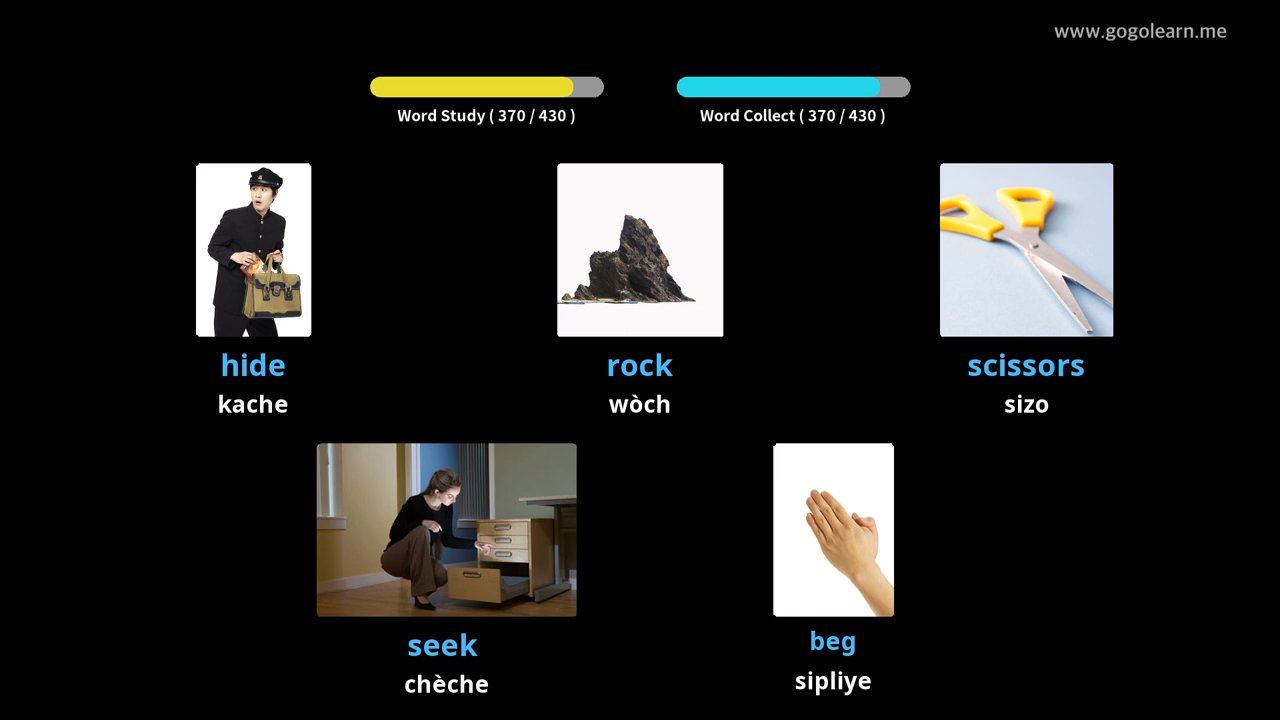 www.gogolearn.me
Word Study ( 370 / 430 )
Word Collect ( 370 / 430 )
hide
kache
rock
wòch
scissors
sizo
seek
chèche
beg
sipliye